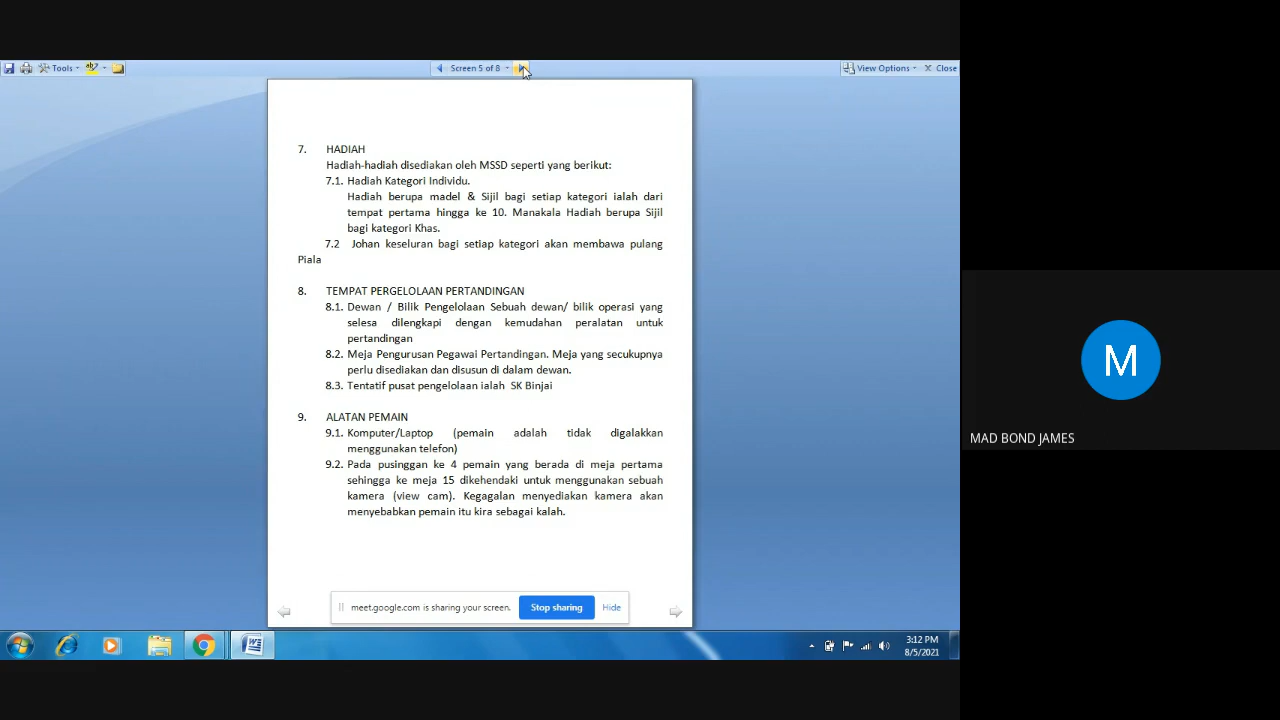 Tools
Screen 5 of 8
View Options
Close
7. HADIAH
Hadiah-hadiah disediakan oleh MSSD seperti yang berikut:
7.1. Hadiah Kategori Individu.
Hadiah berupa madel & Sijil bagi setiap kategori ialah dari
tempat pertama hingga ke 10. Manakala Hadiah berupa Sijil
bagi kategori Khas.
7.2 Johan keseluran bagi setiap kategori akan membawa pulang
Piala
8. TEMPAT PERGELOLAAN PERTANDINGAN
8.1. Dewan / Bilik Pengelolaan Sebuah dewan/ bilik operasi yang
selesa dilengkapi dengan kemudahan peralatan untuk
pertandingan
8.2. Meja Pengurusan Pegawai Pertandingan. Meja yang secukupnya
perlu disediakan dan disusun di dalam dewan.
8.3. Tentatif pusat pengelolaan ialah SK Binjai
9. ALATAN PEMAIN
9.1. Komputer/Laptop (pemain adalah tidak digalakkan
menggunakan telefon)
9.2. Pada pusinggan ke 4 pemain yang berada di meja pertama
sehingga ke meja 15 dikehendaki untuk menggunakan sebuah
kamera (view cam). Kegagalan menyediakan kamera akan
menyebabkan pemain itu kira sebagai kalah.
meet.google.com is sharing your screen.
Stop sharing
Hide
3:12 PM
8/5/2021
M
MAD BOND JAMES